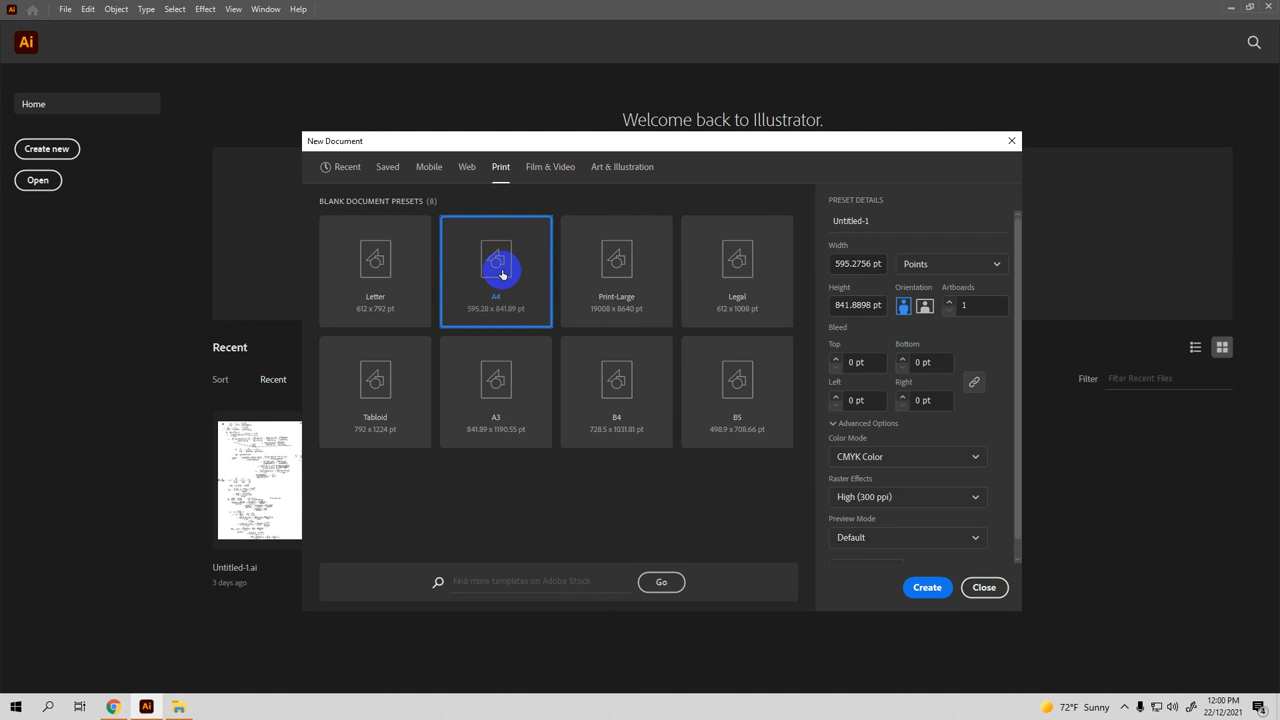 Ai File Edit Object Type Select Effect View Window Help
Ai
Home
Create new
Open
Welcome back to Illustrator.
New Document
Recent Saved Mobile Web Print Film & Video Art & Illustration
BLANK DOCUMENT PRESETS (8)
Letter
612 x 792 pt
A4
595.28 x 841.89 pt
Print-Large
19008 x 8640 pt
Legal
612 x 1008 pt
Tabloid
792 x 1224 pt
A3
841.89 x 1190.55 pt
B4
728.5 x 1031.81 pt
B5
498.9 x 708.66 pt
Find more templates on Adobe Stock
Go
PRESET DETAILS
Untitled-1
Width
595.2756 pt Points
Height Orientation Artboards
841.8898 pt 1
Bleed
Top Bottom
0 pt 0 pt
Left Right
0 pt 0 pt
Advanced Options
Color Mode
CMYK Color
Raster Effects
High (300 ppi)
Preview Mode
Default
Create Close
Recent
Sort Recent
Filter Filter Recent Files
Untitled-1.ai
3 days ago
Ai
72°F Sunny
12:00 PM
22/12/2021
4